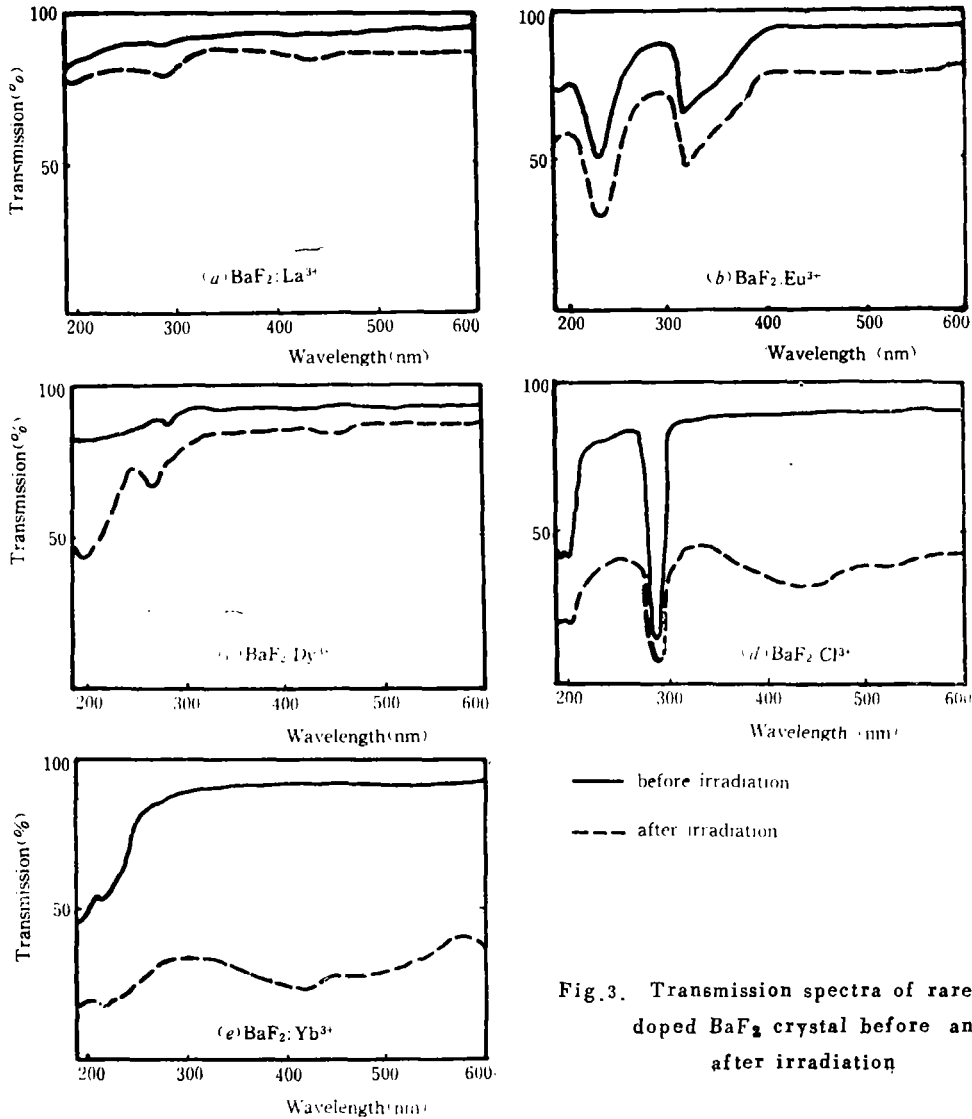 100
Transmission(%)
50
(a)BaF₂:La³⁺
200 300 400 500 600
Wavelength(nm)
100
50
(b)BaF₂.Eu³⁺
200 300 400 500 600
Wavelength (nm)
100
Transmission(%)
50
BaF₂ Dy³⁺
200 300 400 500 600
Wavelength(nm)
100
50
(d)BaF₂ Cl³⁺
200 300 400 500 600
Wavelength (nm)
100
Transmission(%)
50
(e)BaF₂:Yb³⁺
200 300 400 500 600
Wavelength(nm)
before irradiation
after irradiation
Fig.3. Transmission spectra of rare
doped BaF₂ crystal before an
after irradiation